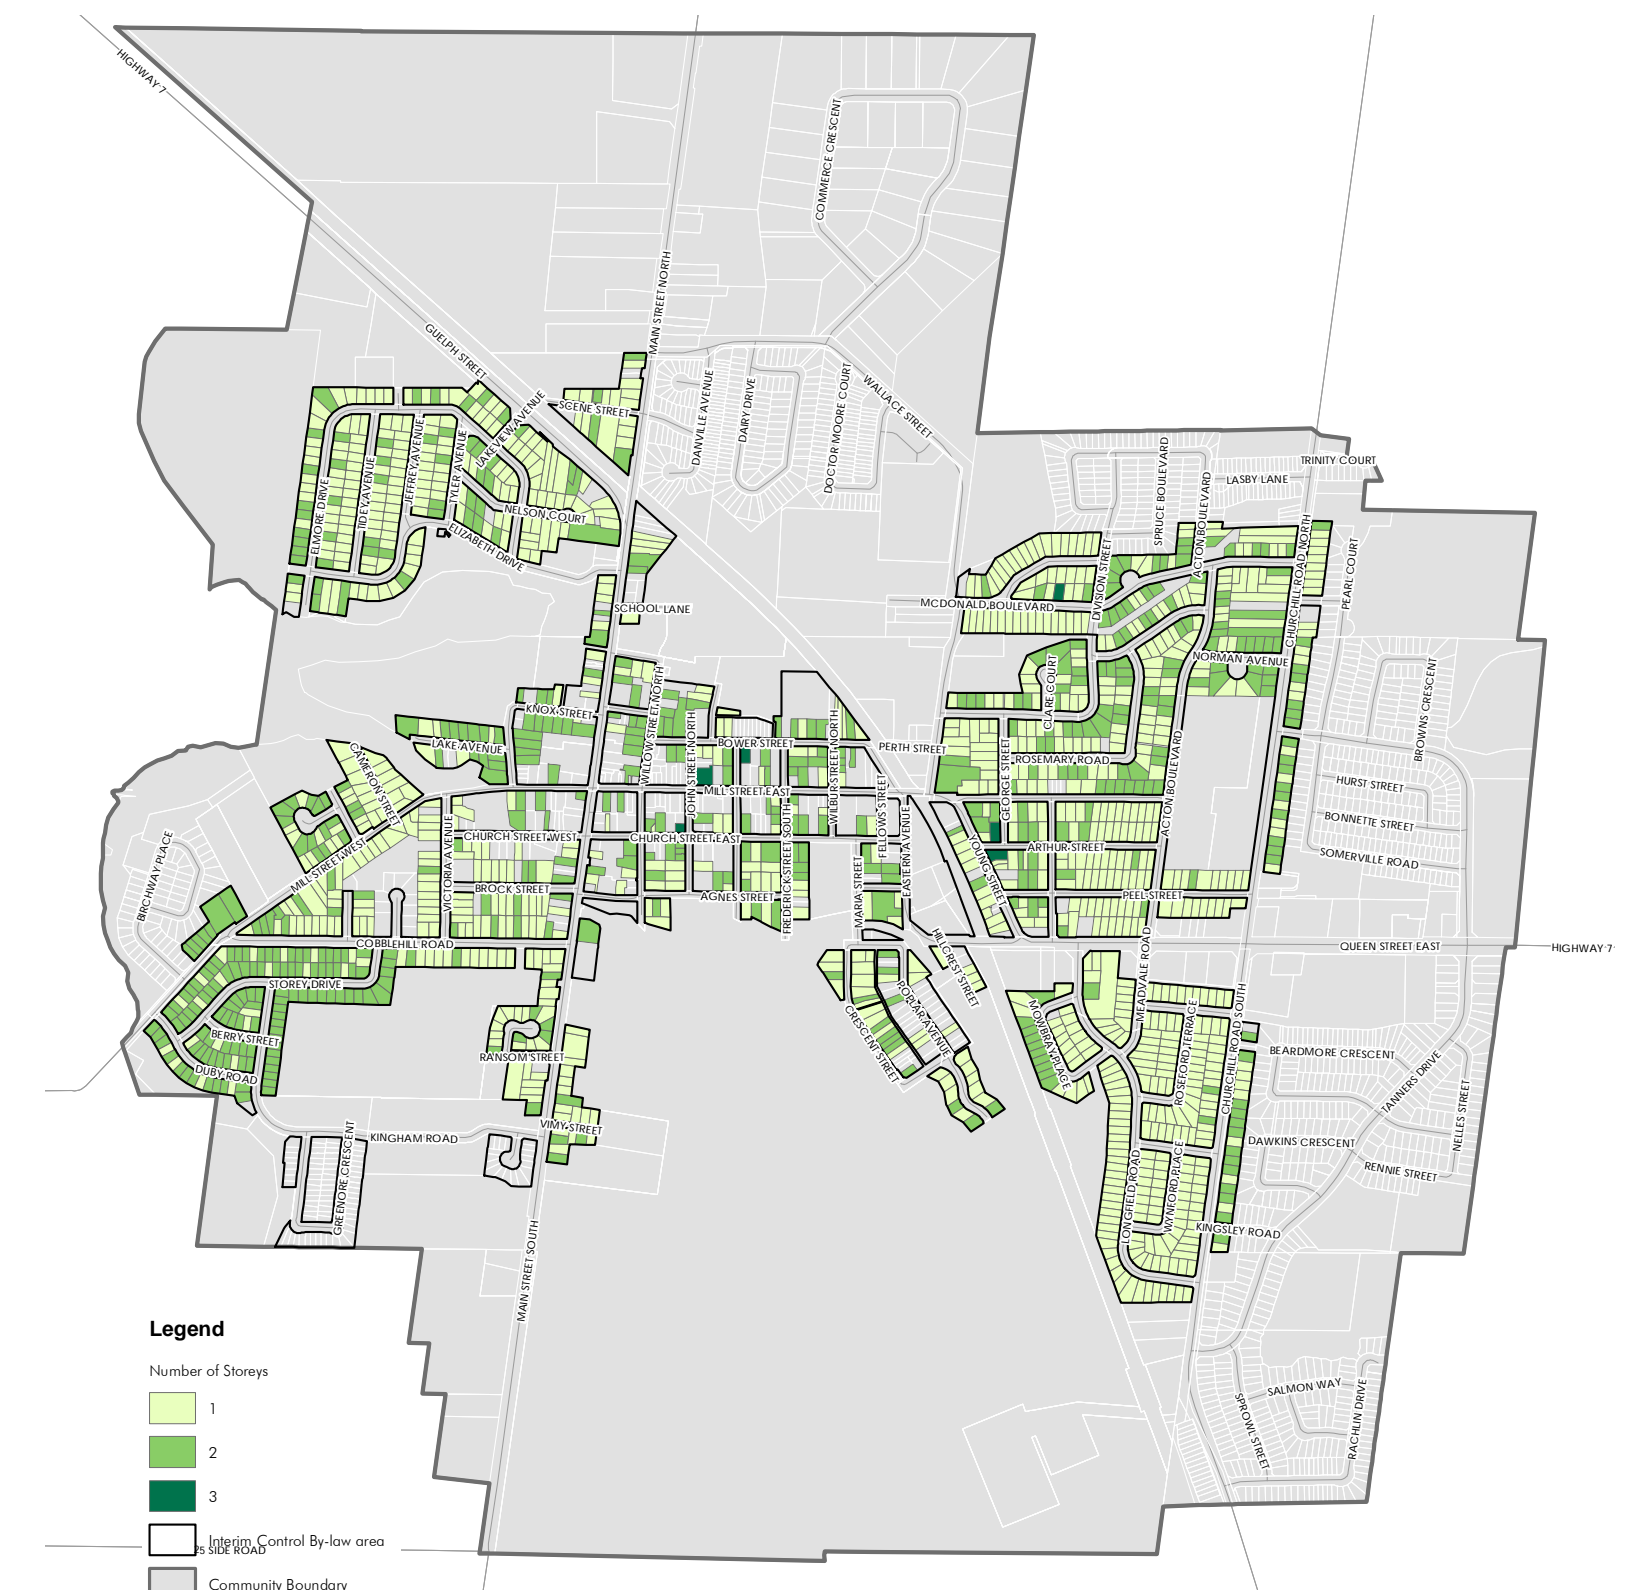 HIGHWAY 7
COMMERCE CRESCENT
MAIN STREET NORTH
GUELPH STREET
LAKEVIEW AVENUE
SCENE STREET
DANVILLE AVENUE
DAIRY DRIVE
DOCTOR MOORE COURT
WALLACE STREET
TRINITY COURT
LASBY LANE
SPRUCE BOULEVARD
ACTON BOULEVARD
ELMORE DRIVE
TIDEY AVENUE
JEFFREY AVENUE
TYLER AVENUE
NELSON COURT
ELIZABETH DRIVE
SCHOOL LANE
MCDONALD BOULEVARD
DIVISION STREET
CHURCHILL ROAD NORTH
PEARL COURT
NORMAN AVENUE
CLARE COURT
BROWNS CRESCENT
KNOX STREET
WILLOW STREET NORTH
JOHN STREET NORTH
LAKE AVENUE
BOWER STREET
WILBUR STREET NORTH
PERTH STREET
GEORGE STREET
ROSEMARY ROAD
ACTON BOULEVARD
CAMERON STREET
MILL STREET EAST
HURST STREET
BONNETTE STREET
SOMERVILLE ROAD
CHURCH STREET WEST
CHURCH STREET EAST
FREDERICK STREET SOUTH
FELLOWS STREET
EASTERN AVENUE
YOUNG STREET
ARTHUR STREET
BIRCHWAY PLACE
MILL STREET WEST
VICTORIA AVENUE
BROCK STREET
AGNES STREET
MARIA STREET
PEEL STREET
COBBLEHILL ROAD
HILLCREST STREET
QUEEN STREET EAST
HIGHWAY 7
STOREY DRIVE
POPLAR AVENUE
MEADVALE ROAD
BERRY STREET
CRESCENT STREET
MOWBRAY PLACE
ROSEFORD TERRACE
CHURCHILL ROAD SOUTH
RANSOM STREET
BEARDMORE CRESCENT
DUBY ROAD
TANNERS DRIVE
NELLES STREET
VIMY STREET
KINGHAM ROAD
DAWKINS CRESCENT
RENNIE STREET
GREENORE CRESCENT
LONGFIELD ROAD
WYNFORD PLACE
KINGSLEY ROAD
MAIN STREET SOUTH
SALMON WAY
SPROWL STREET
RACHLIN DRIVE
Legend
Number of Storeys
1
2
3
Interim Control By-law area
25 SIDE ROAD
Community Boundary